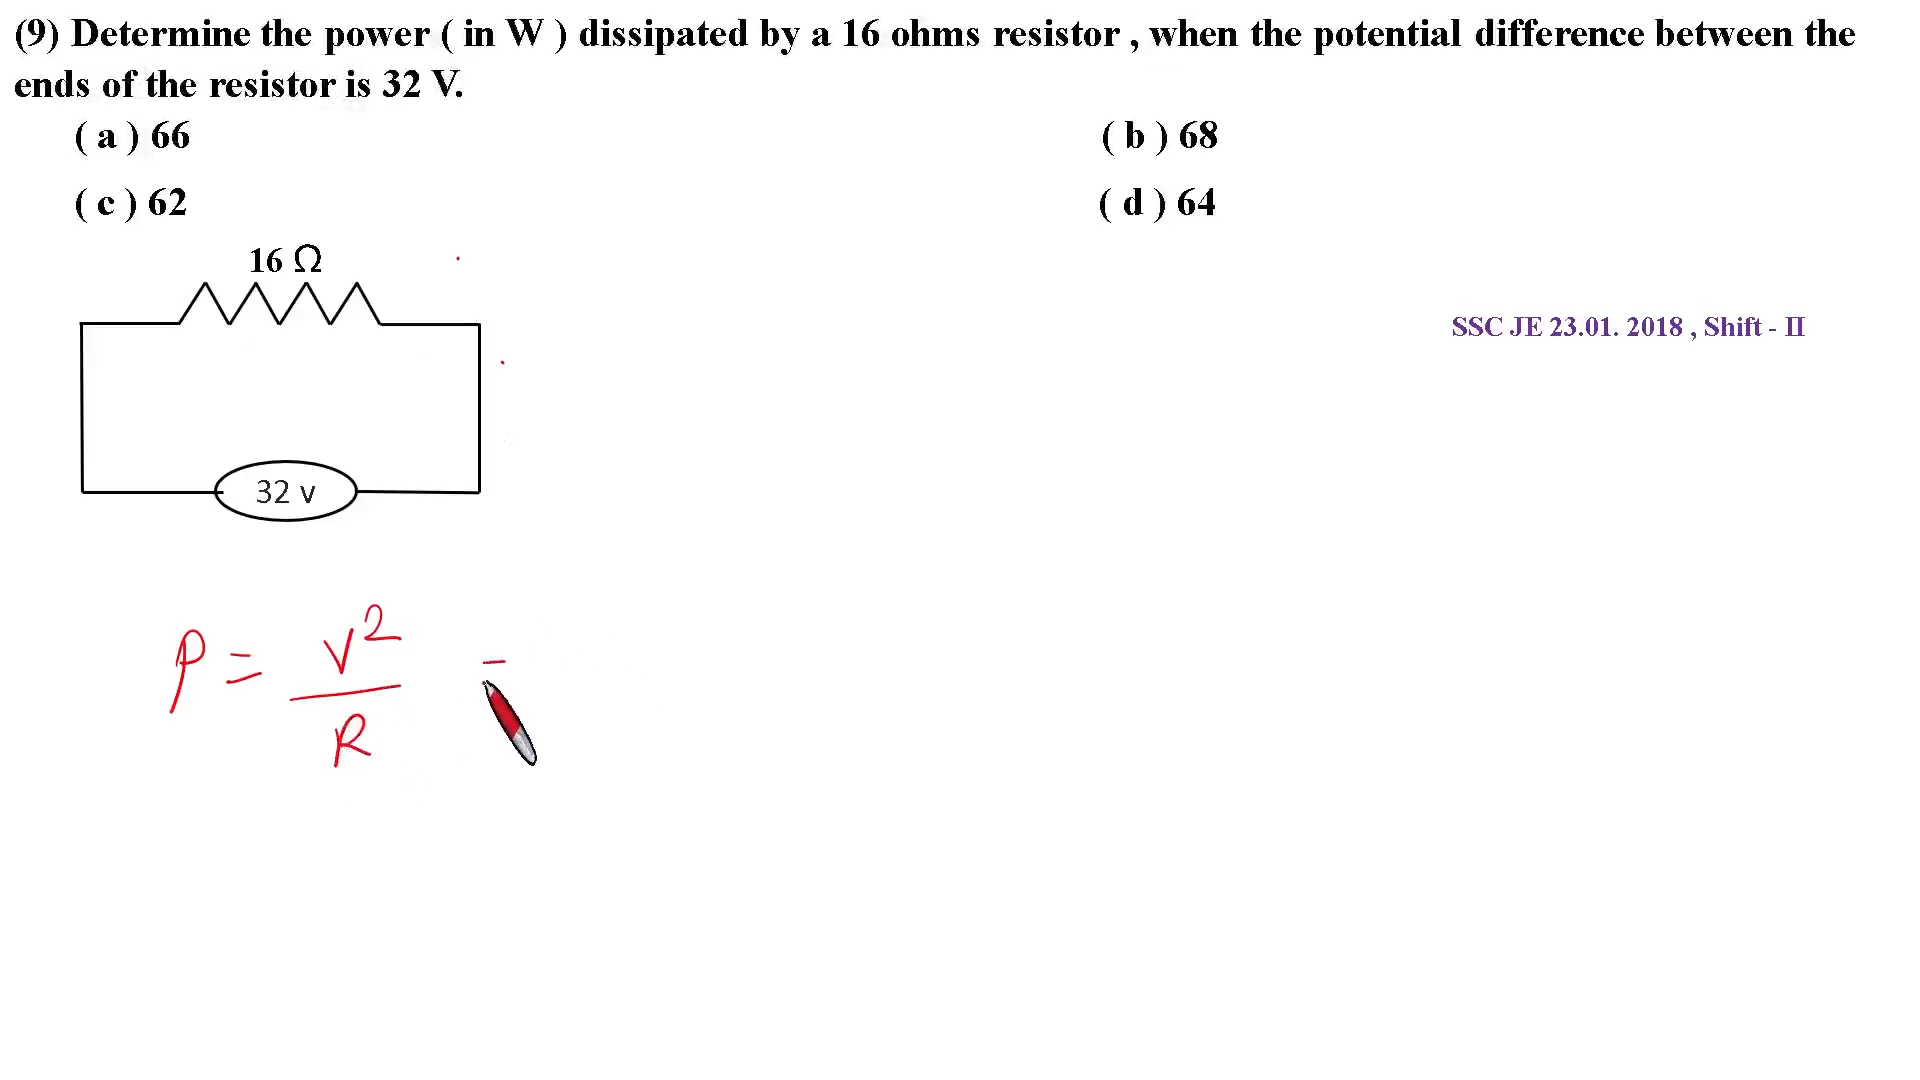 (9) Determine the power ( in W ) dissipated by a 16 ohms resistor , when the potential difference between the
ends of the resistor is 32 V.
( a ) 66
( b ) 68
( c ) 62
( d ) 64
16 Ω
SSC JE 23.01. 2018 , Shift - II
32 v
P = V²
R
=